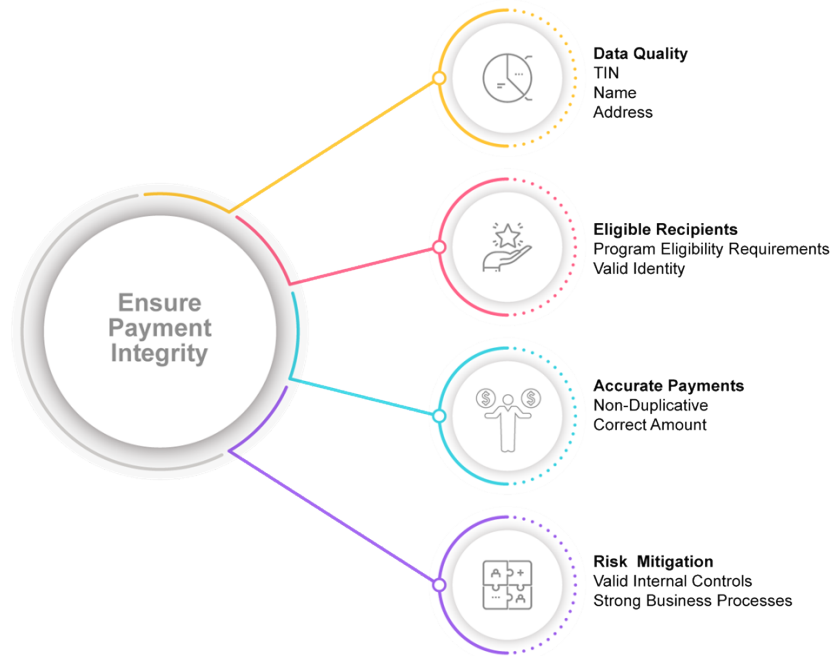 Ensure
Payment
Integrity
Data Quality
TIN
Name
Address
Eligible Recipients
Program Eligibility Requirements
Valid Identity
$ $
Accurate Payments
Non-Duplicative
Correct Amount
Risk Mitigation
Valid Internal Controls
Strong Business Processes